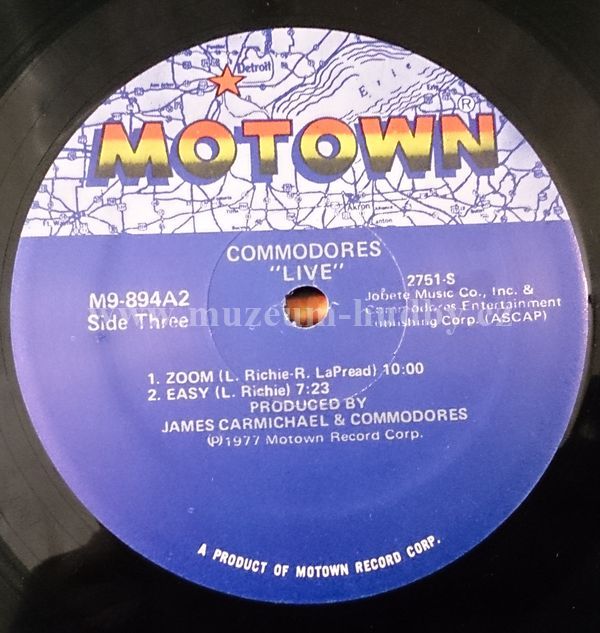 Detroit
Erie
MOTOWN®
Akron
Canton
COMMODORES
"LIVE"
M9-894A2
Side Three
2751-S
Jobete Music Co., Inc. &
Commodores Entertainment
Publishing Corp. (ASCAP)
www.muzeum-hudby.cz
1. ZOOM (L. Richie-R. LaPread) 10:00
2. EASY (L. Richie) 7:23
PRODUCED BY
JAMES CARMICHAEL & COMMODORES
℗1977 Motown Record Corp.
A PRODUCT OF MOTOWN RECORD CORP.